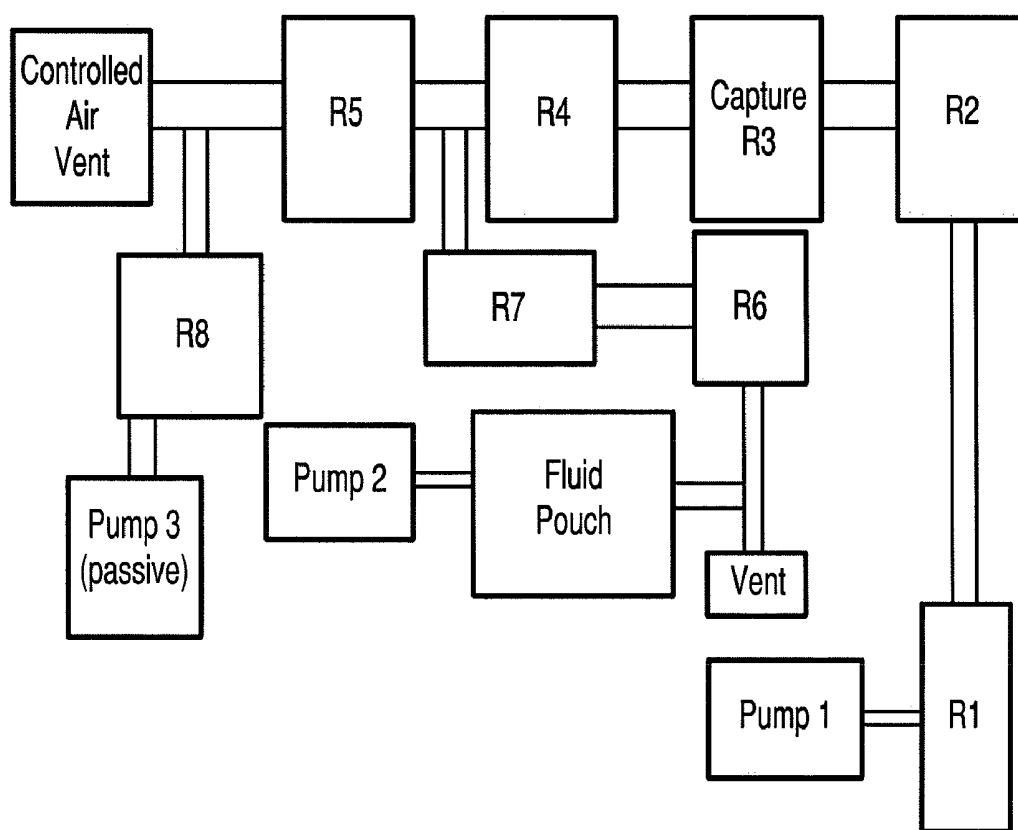 Controlled
Air
Vent
R5
R4
Capture
R3
R2
R8
R7
R6
Pump 3
(passive)
Pump 2
Fluid
Pouch
Vent
Pump 1
R1